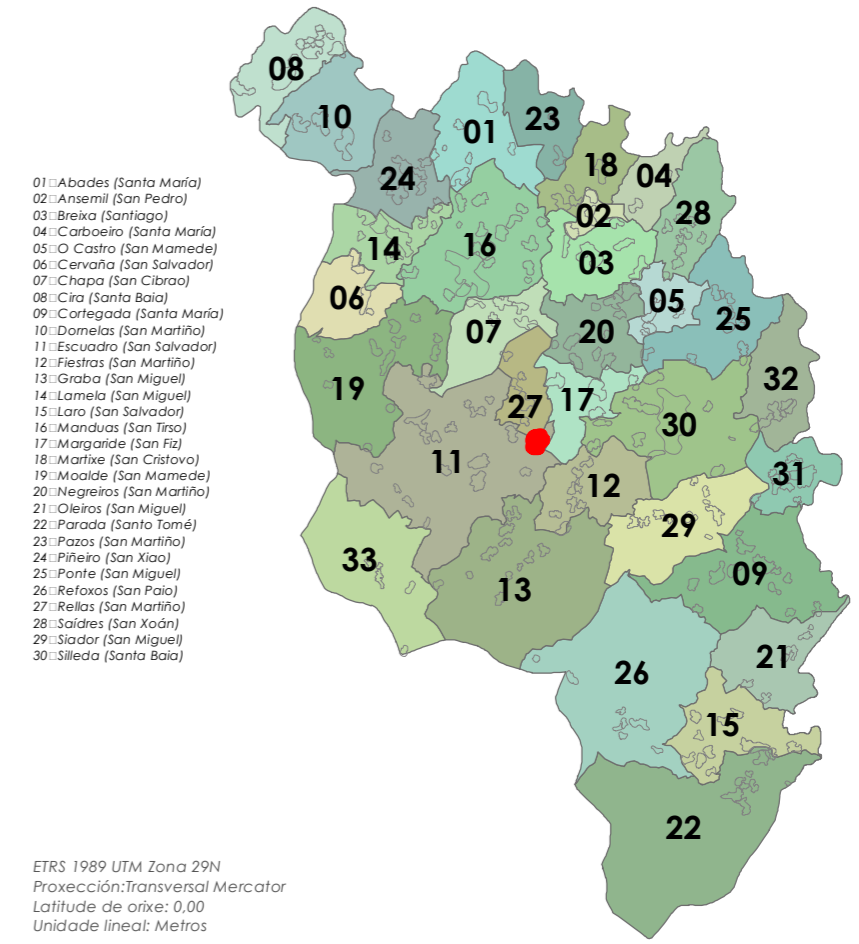 08
10
01
23
24
18
04
02
28
14
16
03
06
05
07
20
25
19
32
27
17
30
11
12
31
29
33
13
09
26
21
15
22
01□Abades (Santa María)
02□Ansemil (San Pedro)
03□Breixa (Santiago)
04□Carboeiro (Santa María)
05□O Castro (San Mamede)
06□Cervaña (San Salvador)
07□Chapa (San Cibrao)
08□Cira (Santa Baia)
09□Cortegada (Santa María)
10□Dornelas (San Martiño)
11□Escuadro (San Salvador)
12□Fiestras (San Martiño)
13□Graba (San Miguel)
14□Lamela (San Miguel)
15□Laro (San Salvador)
16□Manduas (San Tirso)
17□Margaride (San Fiz)
18□Martixe (San Cristovo)
19□Moalde (San Mamede)
20□Negreiros (San Martiño)
21□Oleiros (San Miguel)
22□Parada (Santo Tomé)
23□Pazos (San Martiño)
24□Piñeiro (San Xiao)
25□Ponte (San Miguel)
26□Refoxos (San Paio)
27□Rellas (San Martiño)
28□Saídres (San Xoán)
29□Siador (San Miguel)
30□Silleda (Santa Baia)
ETRS 1989 UTM Zona 29N
Proxección:Transversal Mercator
Latitude de orixe: 0,00
Unidade lineal: Metros